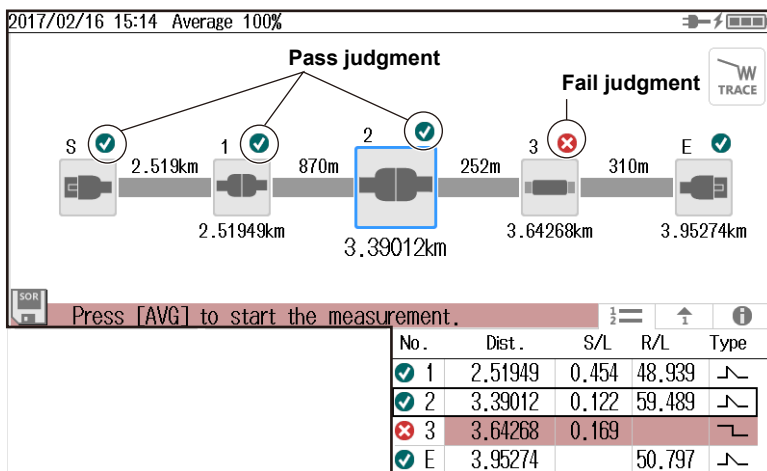 2017/02/16 15:14 Average 100%
Pass judgment
Fail judgment
TRACE
S 1 2 3 E
2.519km 870m 252m 310m
2.51949km 3.39012km 3.64268km 3.95274km
SOR
Press [AVG] to start the measurement.
No. Dist. S/L R/L Type
1 2.51949 0.454 48.939
2 3.39012 0.122 59.489
3 3.64268 0.169
E 3.95274 50.797